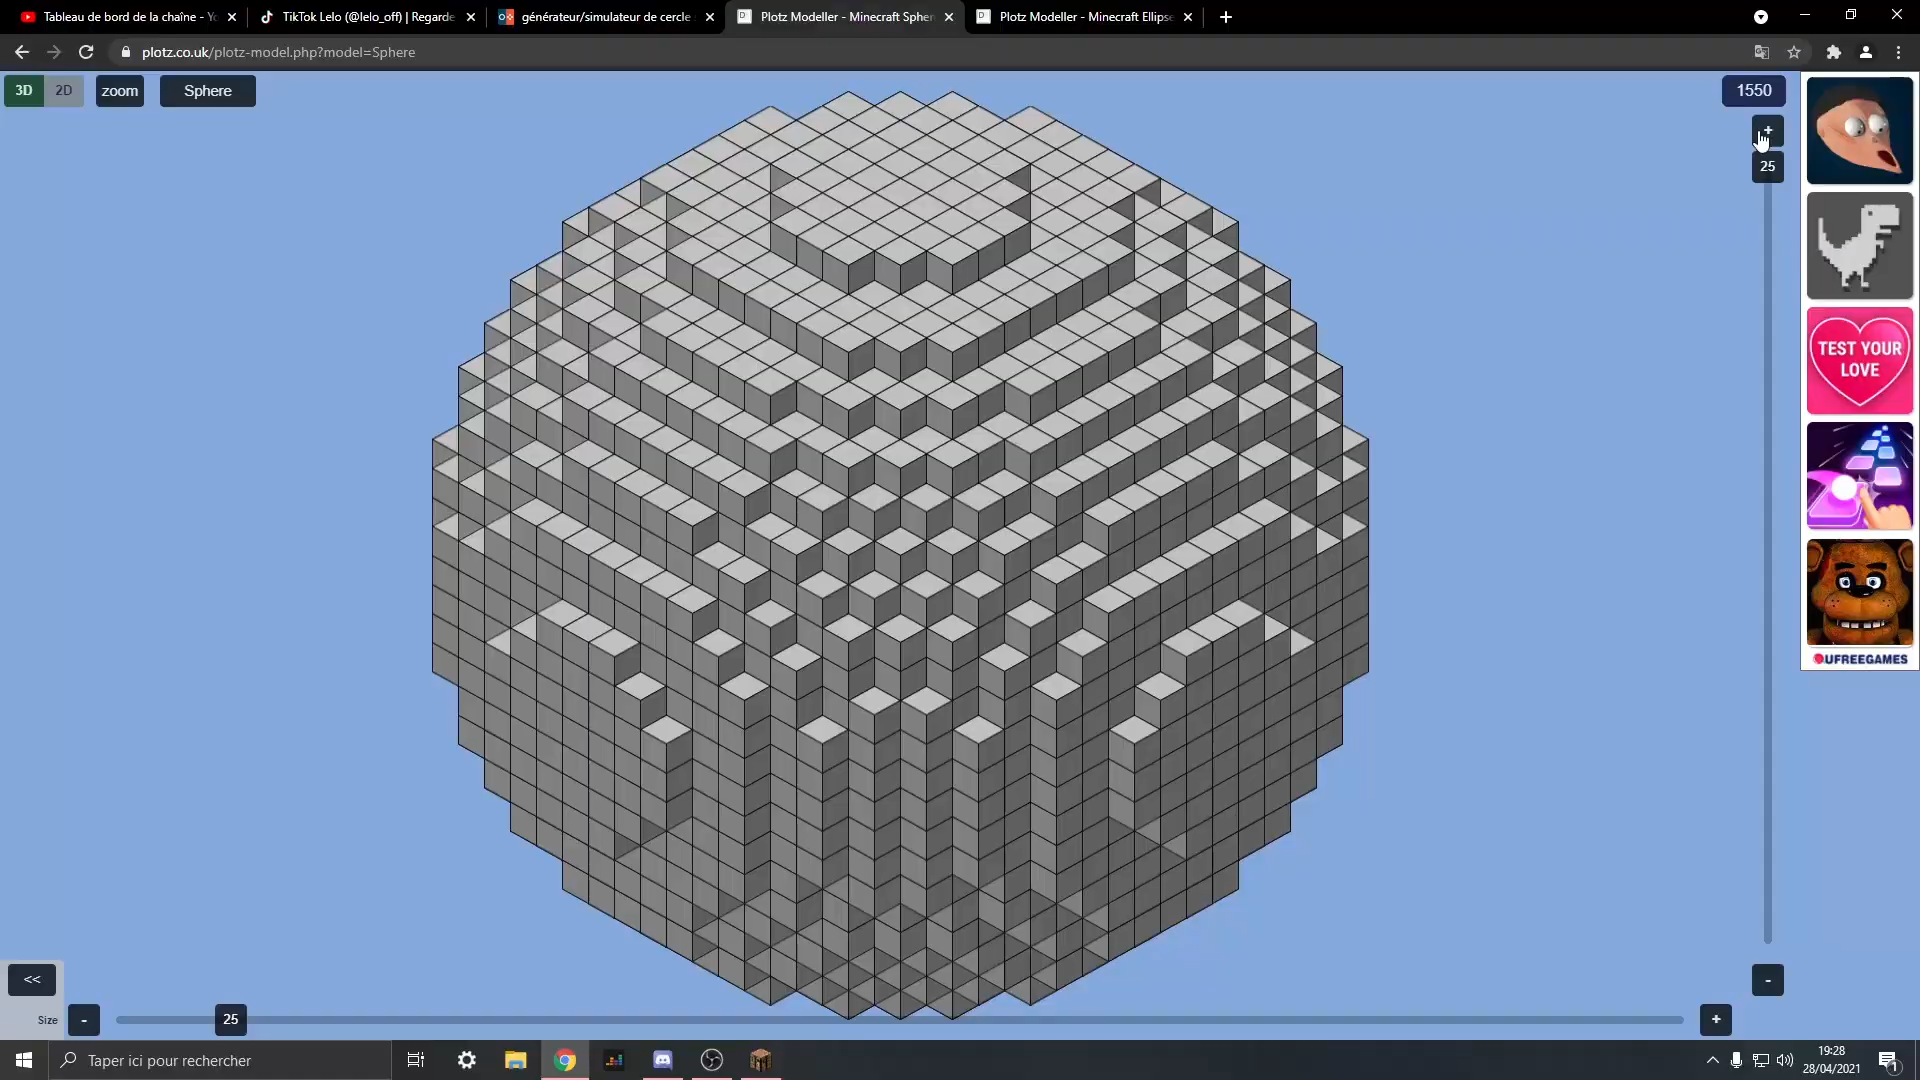 Tableau de bord de la chaîne - Yo
TikTok Lelo (@lelo_off) | Regarde
générateur/simulateur de cercle
Plotz Modeller - Minecraft Spher
Plotz Modeller - Minecraft Ellipse
plotz.co.uk/plotz-model.php?model=Sphere
3D
2D
zoom
Sphere
1550
+
25
TEST YOUR
LOVE
UFREEGAMES
-
<<
Size
-
25
+
Taper ici pour rechercher
19:28
28/04/2021
1